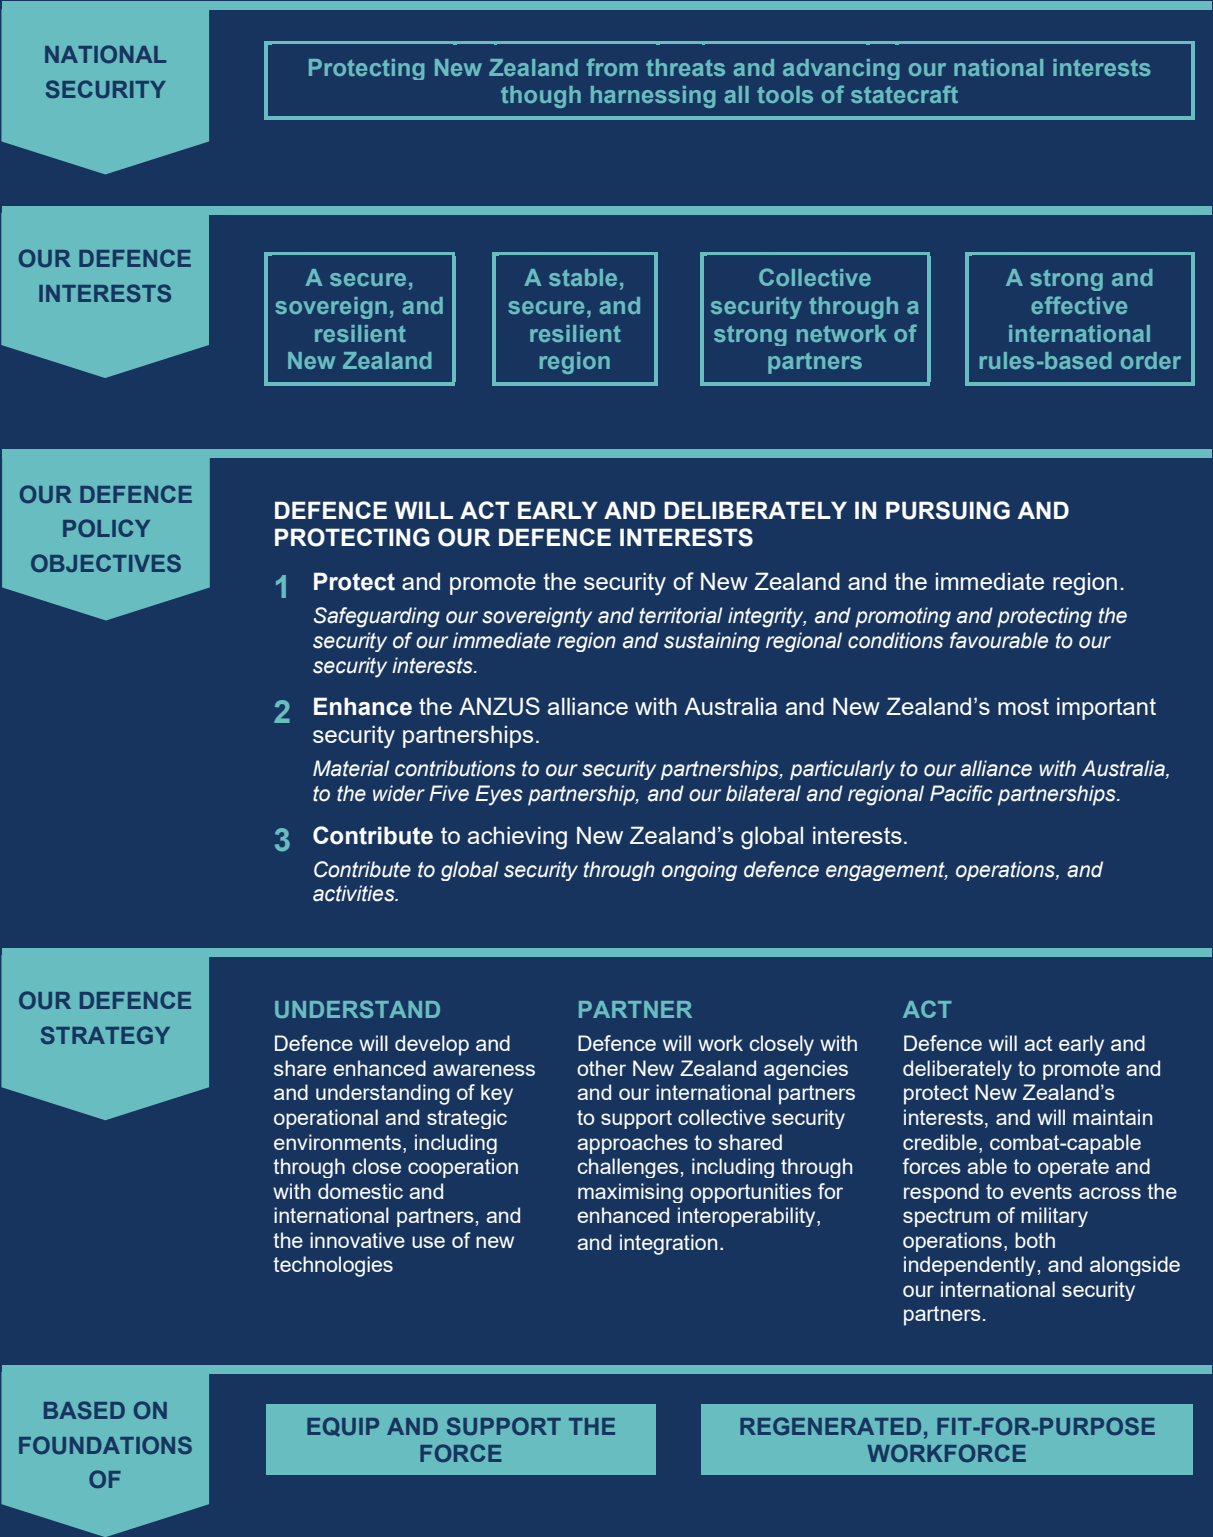 NATIONAL
SECURITY
Protecting New Zealand from threats and advancing our national interests
though harnessing all tools of statecraft
OUR DEFENCE
INTERESTS
A secure,
sovereign, and
resilient
New Zealand
A stable,
secure, and
resilient
region
Collective
security through a
strong network of
partners
A strong and
effective
international
rules-based order
OUR DEFENCE
POLICY
OBJECTIVES
DEFENCE WILL ACT EARLY AND DELIBERATELY IN PURSUING AND
PROTECTING OUR DEFENCE INTERESTS
1 Protect and promote the security of New Zealand and the immediate region.
Safeguarding our sovereignty and territorial integrity, and promoting and protecting the
security of our immediate region and sustaining regional conditions favourable to our
security interests.
2 Enhance the ANZUS alliance with Australia and New Zealand’s most important
security partnerships.
Material contributions to our security partnerships, particularly to our alliance with Australia,
to the wider Five Eyes partnership, and our bilateral and regional Pacific partnerships.
3 Contribute to achieving New Zealand’s global interests.
Contribute to global security through ongoing defence engagement, operations, and
activities.
OUR DEFENCE
STRATEGY
UNDERSTAND
Defence will develop and
share enhanced awareness
and understanding of key
operational and strategic
environments, including
through close cooperation
with domestic and
international partners, and
the innovative use of new
technologies
PARTNER
Defence will work closely with
other New Zealand agencies
and our international partners
to support collective security
approaches to shared
challenges, including through
maximising opportunities for
enhanced interoperability,
and integration.
ACT
Defence will act early and
deliberately to promote and
protect New Zealand’s
interests, and will maintain
credible, combat-capable
forces able to operate and
respond to events across the
spectrum of military
operations, both
independently, and alongside
our international security
partners.
BASED ON
FOUNDATIONS
OF
EQUIP AND SUPPORT THE
FORCE
REGENERATED, FIT-FOR-PURPOSE
WORKFORCE